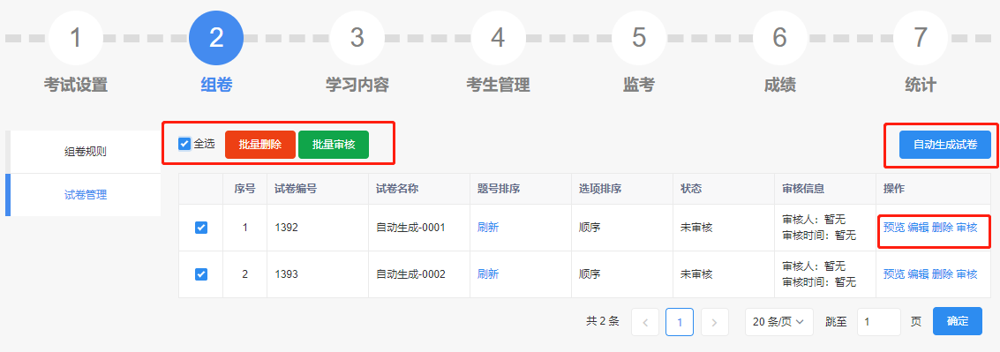 1 2 3 4 5 6 7
考试设置 组卷 学习内容 考生管理 监考 成绩 统计
组卷规则
试卷管理
全选 批量删除 批量审核 自动生成试卷
序号 试卷编号 试卷名称 题号排序 选项排序 状态 审核信息 操作
1 1392 自动生成-0001 刷新 顺序 未审核 审核人：暂无 预览 编辑 删除 审核
审核时间：暂无
2 1393 自动生成-0002 刷新 顺序 未审核 审核人：暂无 预览 编辑 删除 审核
审核时间：暂无
共 2 条 < 1 > 20 条/页 跳至 1 页 确定